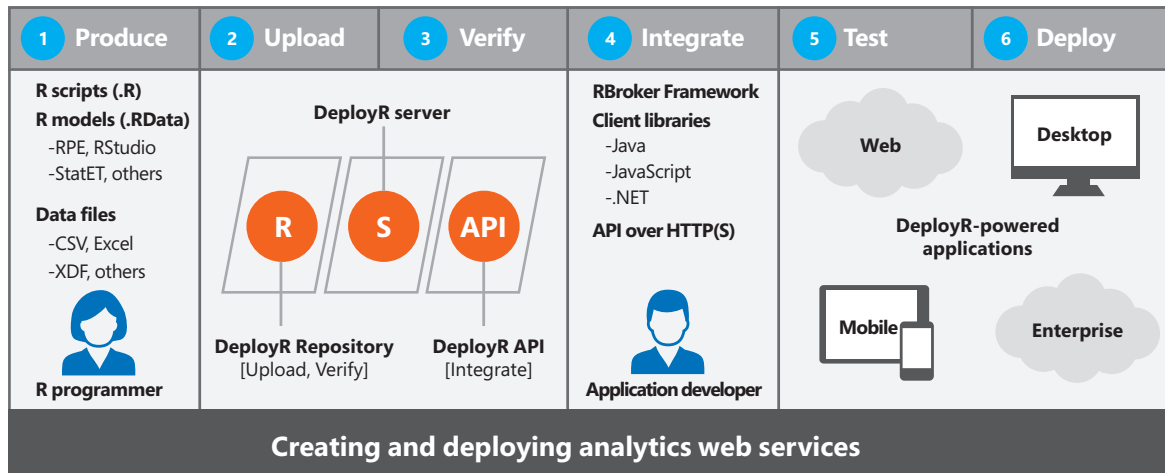 1 Produce
2 Upload
3 Verify
4 Integrate
5 Test
6 Deploy
R scripts (.R)
R models (.RData)
-RPE, RStudio
-StatET, others
Data files
-CSV, Excel
-XDF, others
R programmer
DeployR server
R
S
API
DeployR Repository
[Upload, Verify]
DeployR API
[Integrate]
RBroker Framework
Client libraries
-Java
-JavaScript
-.NET
API over HTTP(S)
Application developer
Web
Desktop
DeployR-powered
applications
Mobile
Enterprise
Creating and deploying analytics web services